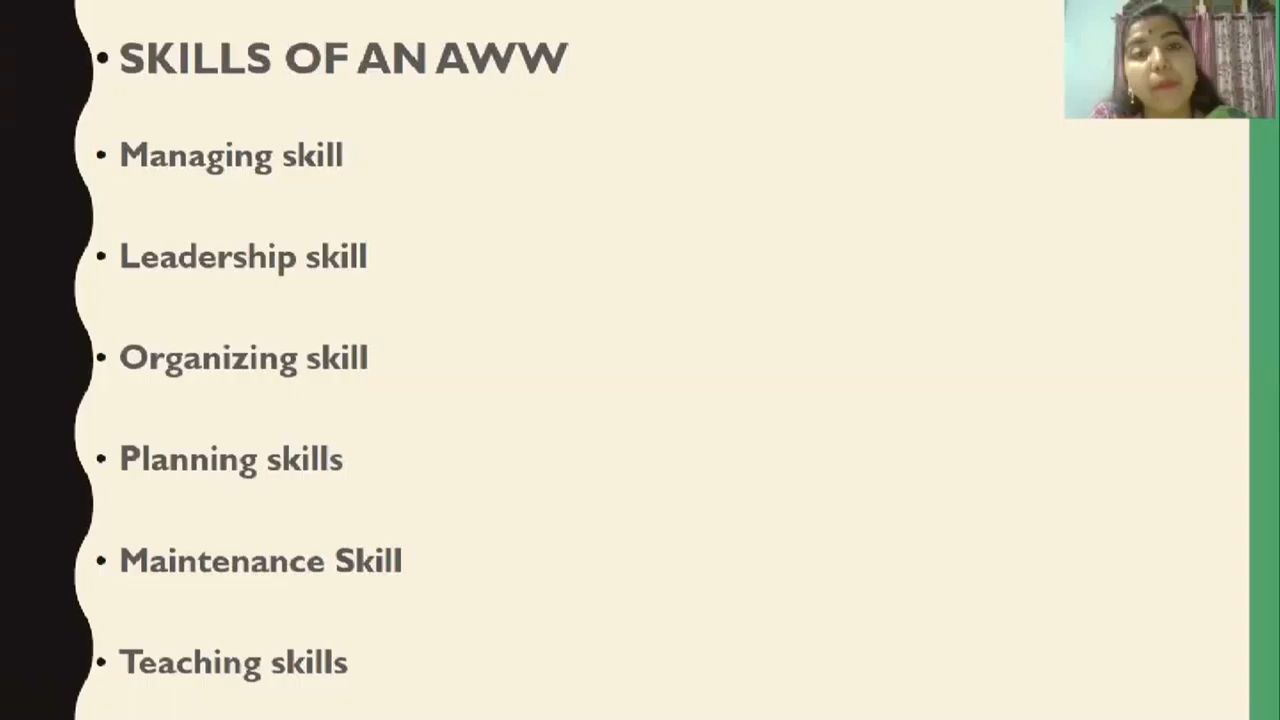 • SKILLS OF AN AWW
• Managing skill
• Leadership skill
• Organizing skill
• Planning skills
• Maintenance Skill
• Teaching skills